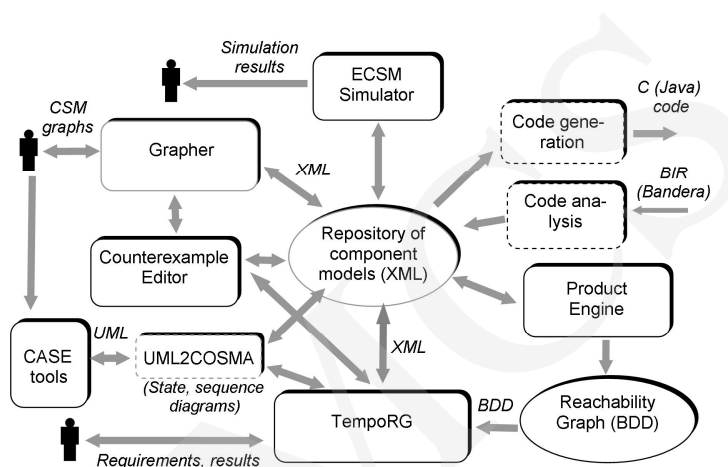 Simulation
results
ECSM
Simulator
C (Java)
code
CSM
graphs
Grapher
Code gene-
ration
XML
BIR
(Bandera)
Code ana-
lysis
Repository of
component
models (XML)
Counterexample
Editor
Product
Engine
UML
CASE
tools
UML2COSMA
XML
(State, sequence
diagrams)
TempoRG
BDD
Reachability
Graph (BDD)
Requirements, results